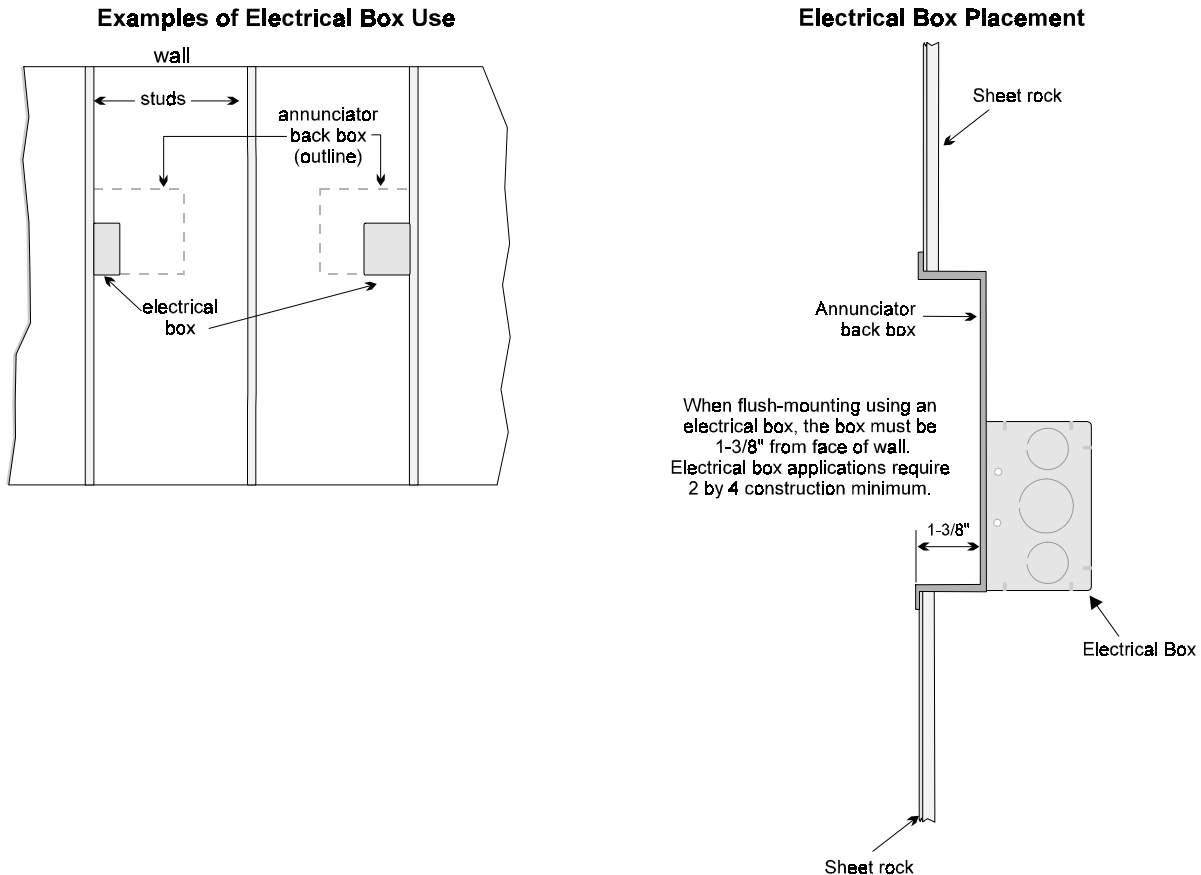 Examples of Electrical Box Use
wall
studs
annunciator
back box
(outline)
electrical
box
Electrical Box Placement
Sheet rock
Annunciator
back box
When flush-mounting using an
electrical box, the box must be
1-3/8" from face of wall.
Electrical box applications require
2 by 4 construction minimum.
1-3/8"
Electrical Box
Sheet rock